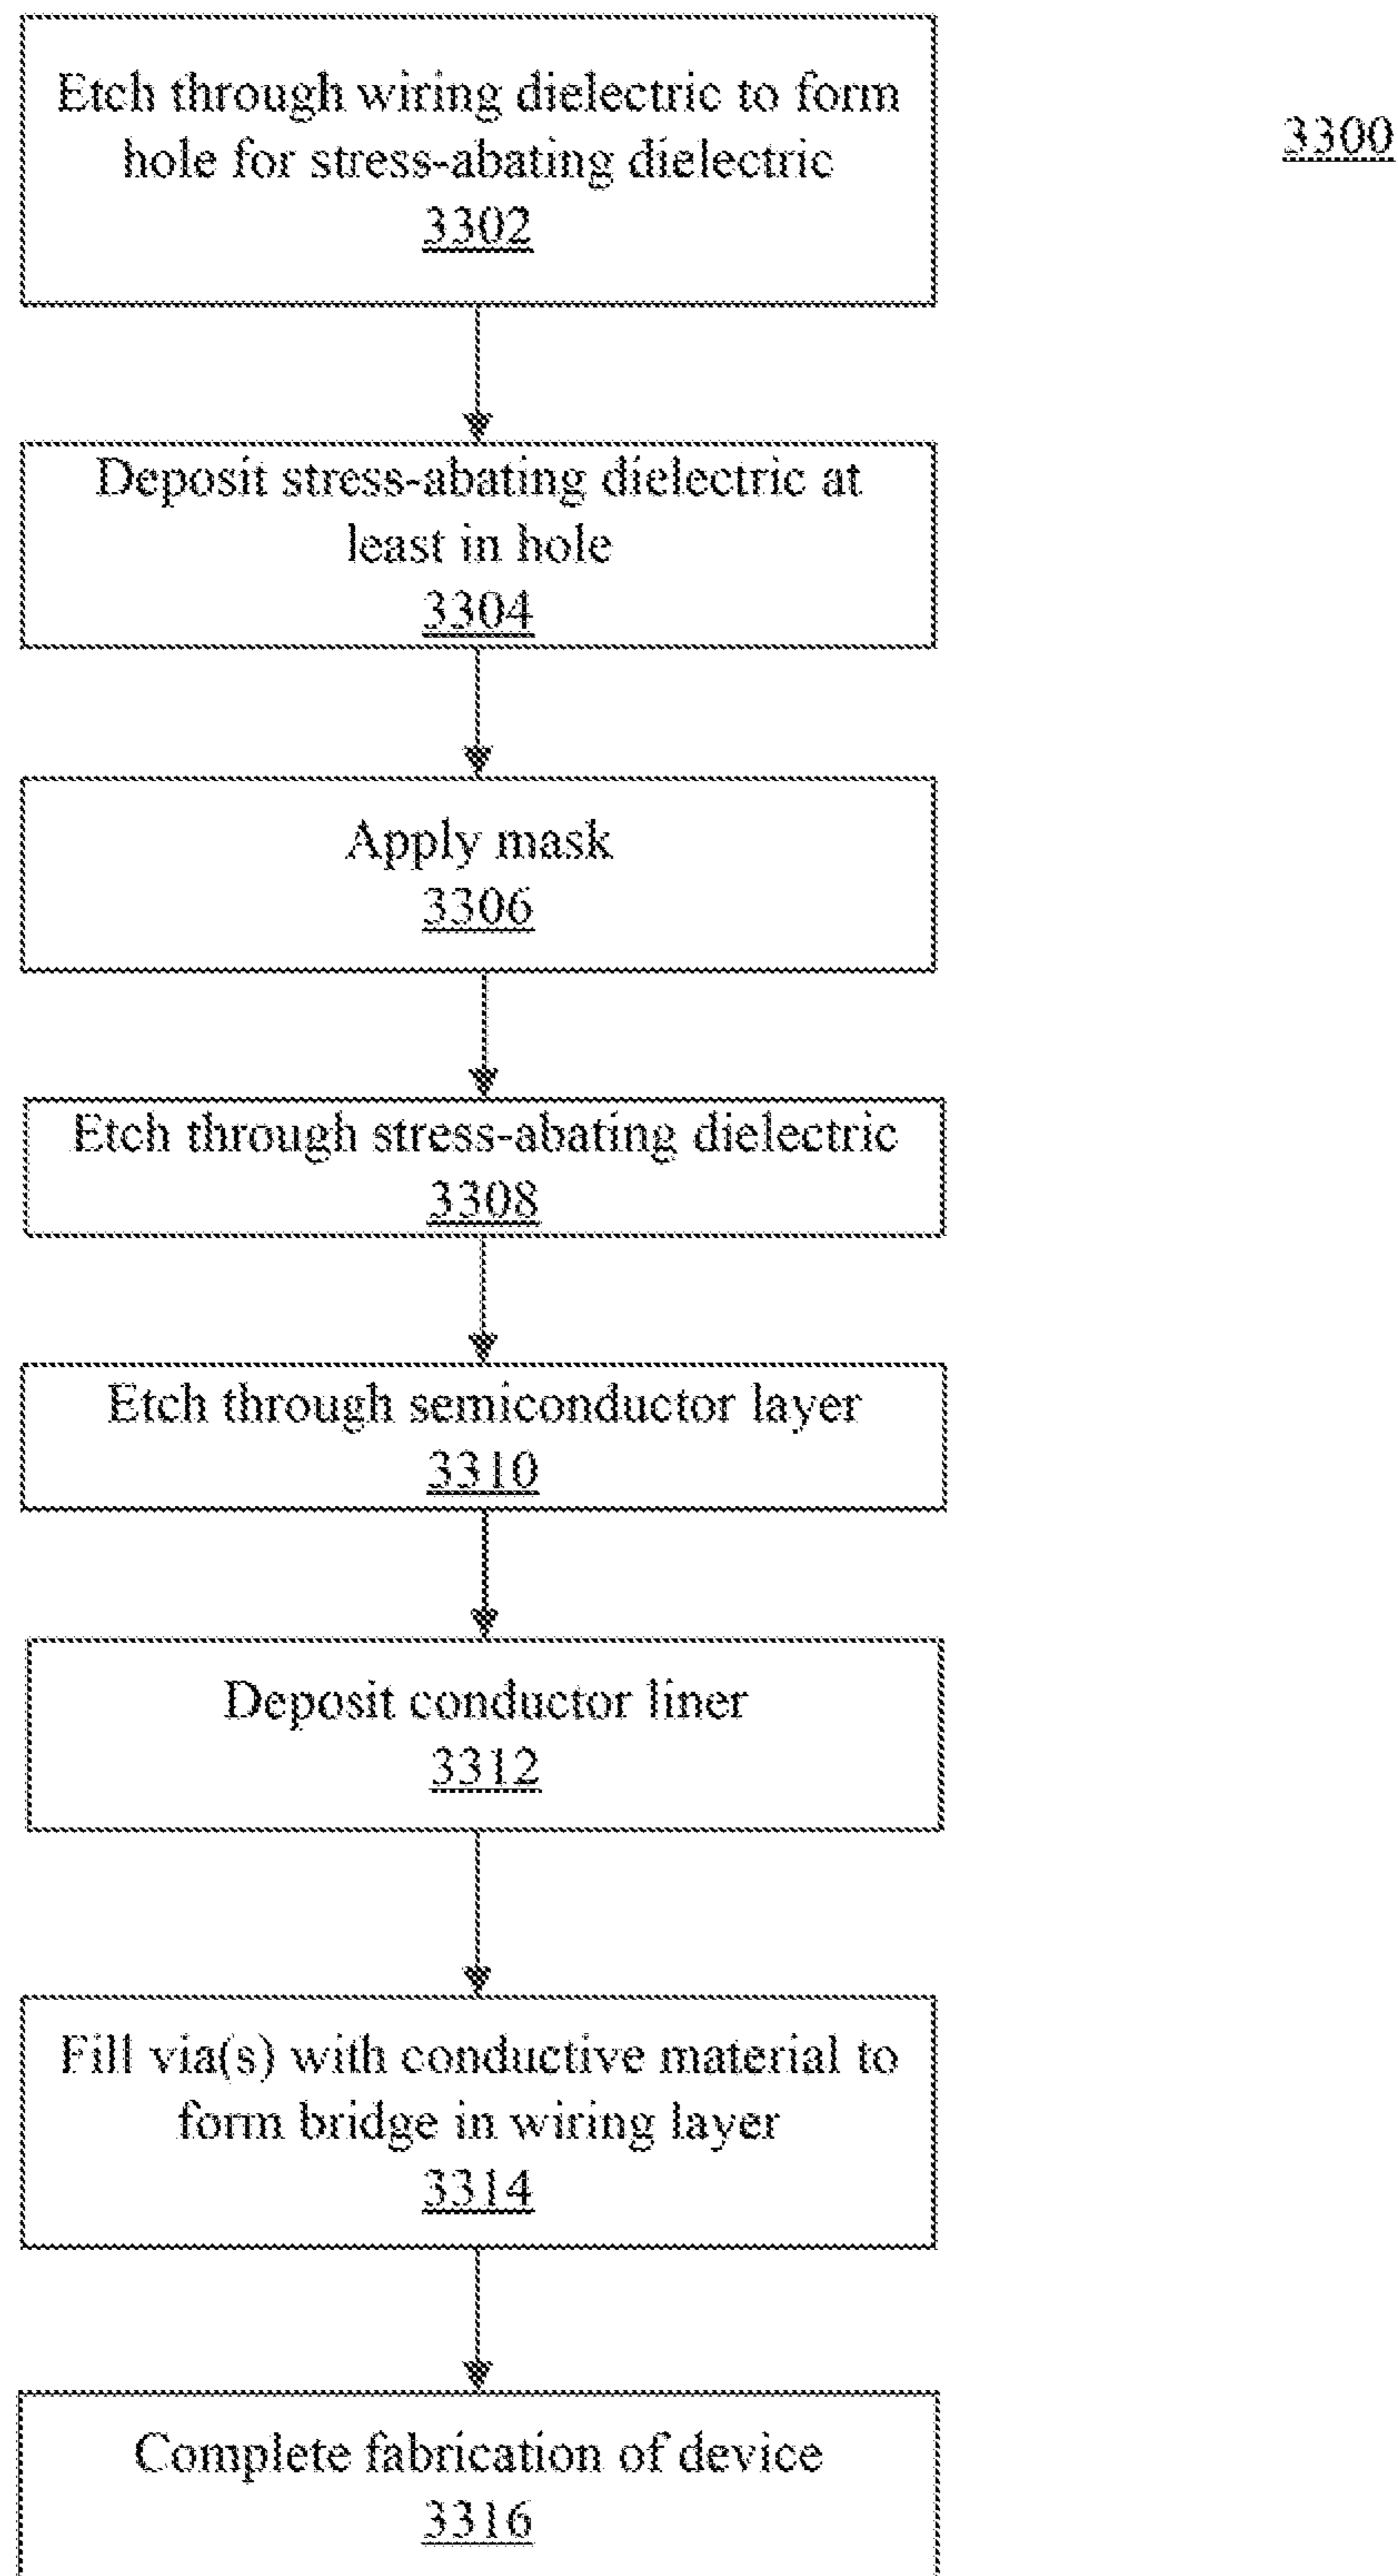 Etch through wiring dielectric to form
hole for stress-abating dielectric
3302
3300
Deposit stress-abating dielectric at
least in hole
3304
Apply mask
3306
Etch through stress-abating dielectric
3308
Etch through semiconductor layer
3310
Deposit conductor liner
3312
Fill via(s) with conductive material to
form bridge in wiring layer
3314
Complete fabrication of device
3316